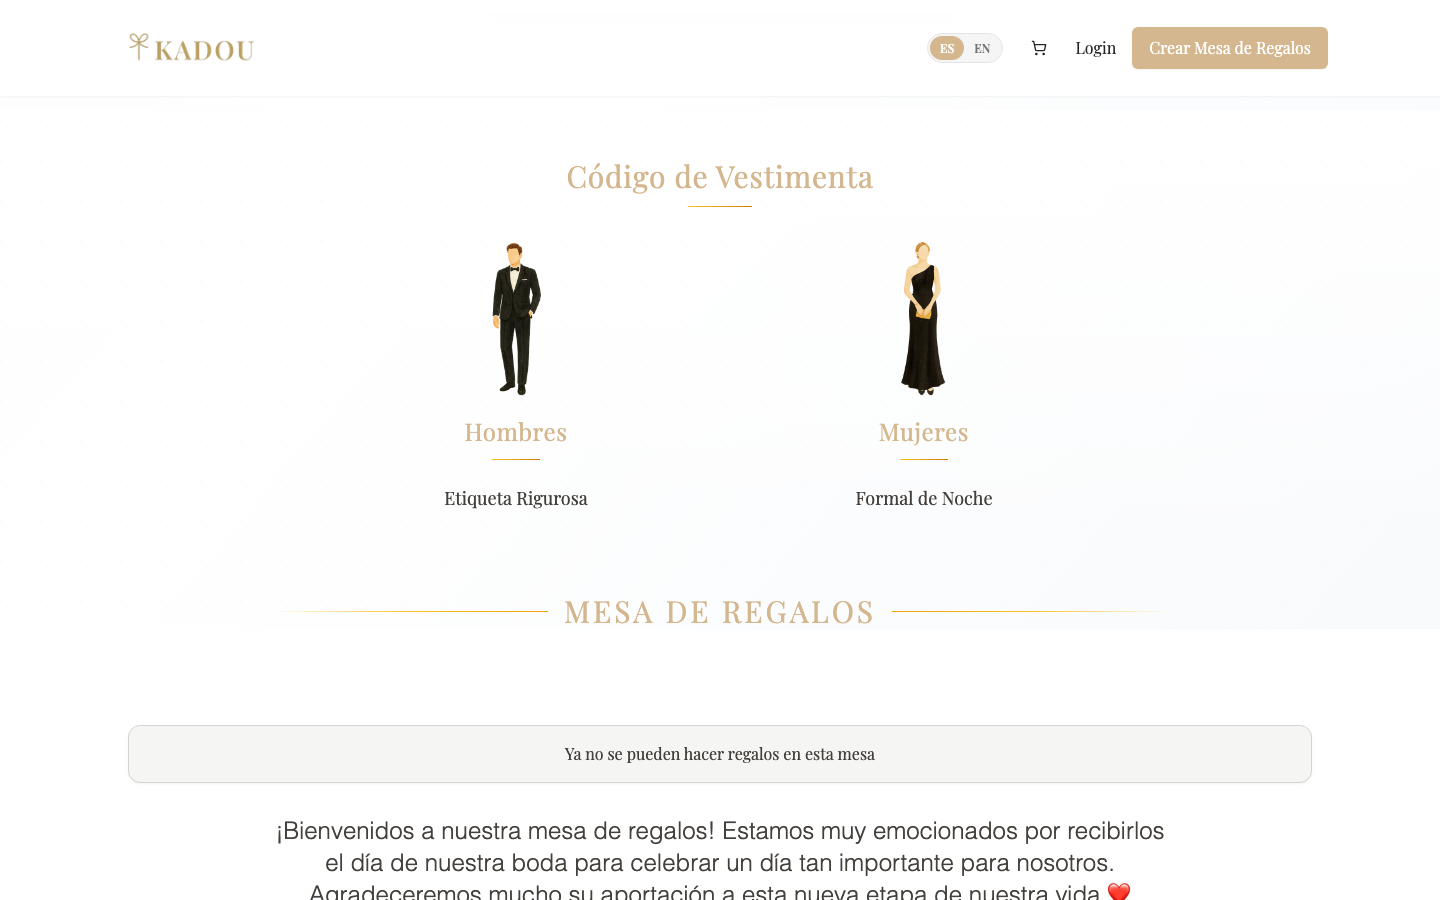 KADOU
ES EN
Login
Crear Mesa de Regalos
Código de Vestimenta
Hombres
Mujeres
Etiqueta Rigurosa
Formal de Noche
MESA DE REGALOS
Ya no se pueden hacer regalos en esta mesa
¡Bienvenidos a nuestra mesa de regalos! Estamos muy emocionados por recibirlos
el día de nuestra boda para celebrar un día tan importante para nosotros.
Agradeceremos mucho su aportación a esta nueva etapa de nuestra vida ❤️